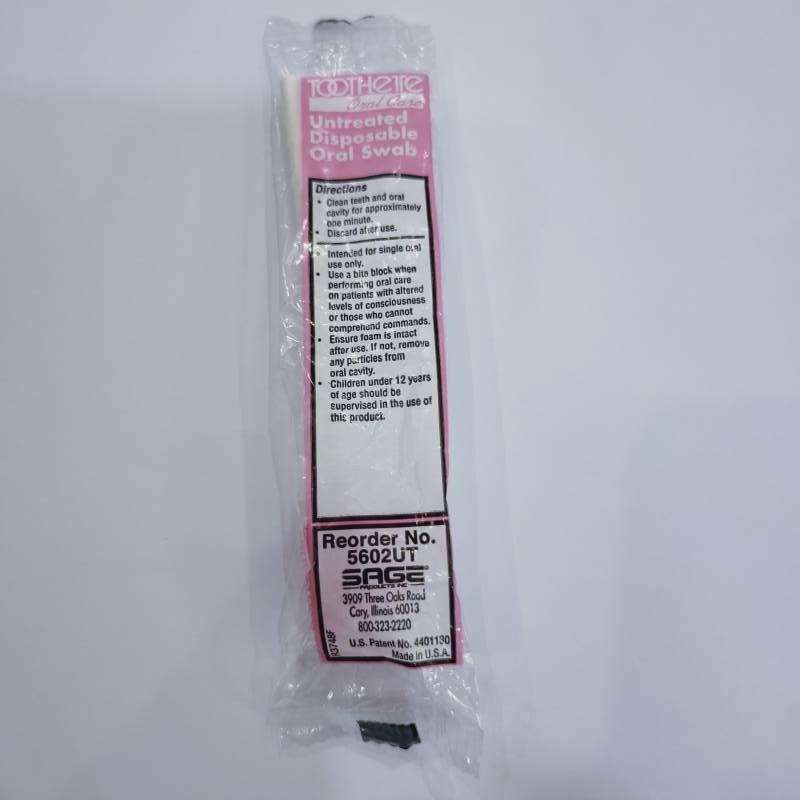 TOOTHETTE
Oral Care
Untreated
Disposable
Oral Swab
Directions
• Clean teeth and oral
cavity for approximately
one minute.
• Discard after use.
• Intended for single oral
use only.
• Use a bite block when
performing oral care
on patients with altered
levels of consciousness
or those who cannot
comprehend commands.
• Ensure foam is intact
after use. If not, remove
any particles from
oral cavity.
• Children under 12 years
of age should be
supervised in the use of
this product.
Reorder No.
5602UT
SAGE
PRODUCTS INC
3909 Three Oaks Road
Cary, Illinois 60013
800-323-2220
U.S. Patent No. 4401130
Made in U.S.A.
R3748F